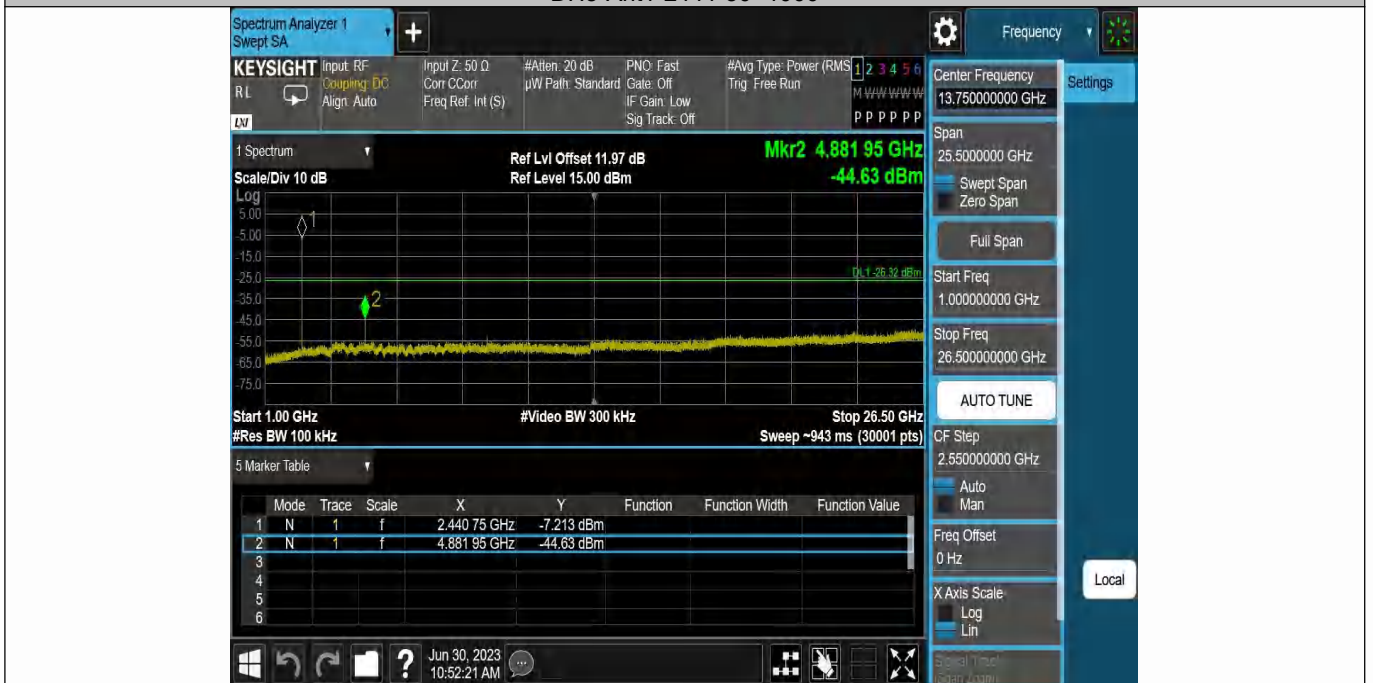 Spectrum Analyzer 1
Swept SA
+
Frequency
KEYSIGHT
RL
LXI
Input: RF
Coupling: DC
Align: Auto
Input Z: 50 Ω
Corr CCorr
Freq Ref: Int (S)
#Atten: 20 dB
µW Path: Standard
PNO: Fast
Gate: Off
IF Gain: Low
Sig Track: Off
#Avg Type: Power (RMS
Trig: Free Run
1 2 3 4 5 6
M W W W W W
P P P P P P
Center Frequency
13.750000000 GHz
Settings
1 Spectrum
Scale/Div 10 dB
Ref Lvl Offset 11.97 dB
Ref Level 15.00 dBm
Mkr2 4.881 95 GHz
-44.63 dBm
Log
5.00
-5.00
-15.0
-25.0
-35.0
-45.0
-55.0
-65.0
-75.0
1
2
DL1 -26.32 dBm
Start 1.00 GHz
#Res BW 100 kHz
#Video BW 300 kHz
Stop 26.50 GHz
Sweep ~943 ms (30001 pts)
Span
25.5000000 GHz
Swept Span
Zero Span
Full Span
Start Freq
1.000000000 GHz
Stop Freq
26.500000000 GHz
AUTO TUNE
CF Step
2.550000000 GHz
Auto
Man
Freq Offset
0 Hz
X Axis Scale
Log
Lin
Local
5 Marker Table
Mode Trace Scale X Y Function Function Width Function Value
1 N 1 f 2.440 75 GHz -7.213 dBm
2 N 1 f 4.881 95 GHz -44.63 dBm
3
4
5
6
?
Jun 30, 2023
10:52:21 AM